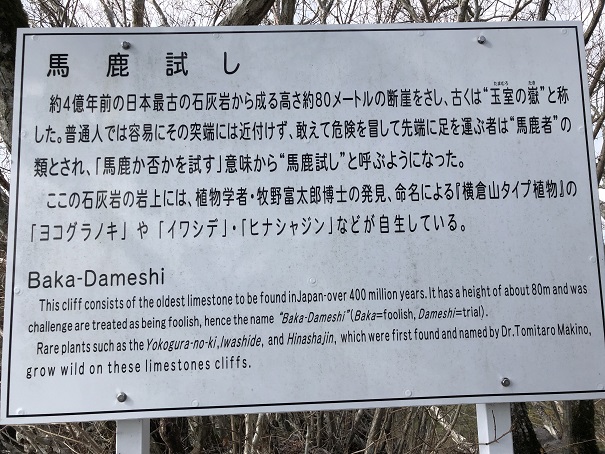 馬鹿試し
約4億年前の日本最古の石灰岩から成る高さ約80メートルの断崖をさし、古くは“玉室の嶽”と称
した。普通人では容易にその突端には近付けず、敢えて危険を冒して先端に足を運ぶ者は“馬鹿者”の
類とされ、「馬鹿か否かを試す」意味から“馬鹿試し”と呼ぶようになった。
ここの石灰岩の岩上には、植物学者・牧野富太郎博士の発見、命名による『横倉山タイプ植物』の
「ヨコグラノキ」や「イワシデ」・「ヒナシャジン」などが自生している。
Baka-Dameshi
This cliff consists of the oldest limestone to be found in Japan-over 400 million years. It has a height of about 80m and was
challenge are treated as being foolish, hence the name "Baka-Dameshi"(Baka=foolish, Dameshi=trial).
Rare plants such as the Yokogura-no-ki,Iwashide, and Hinashajin, which were first found and named by Dr.Tomitaro Makino,
grow wild on these limestones cliffs.